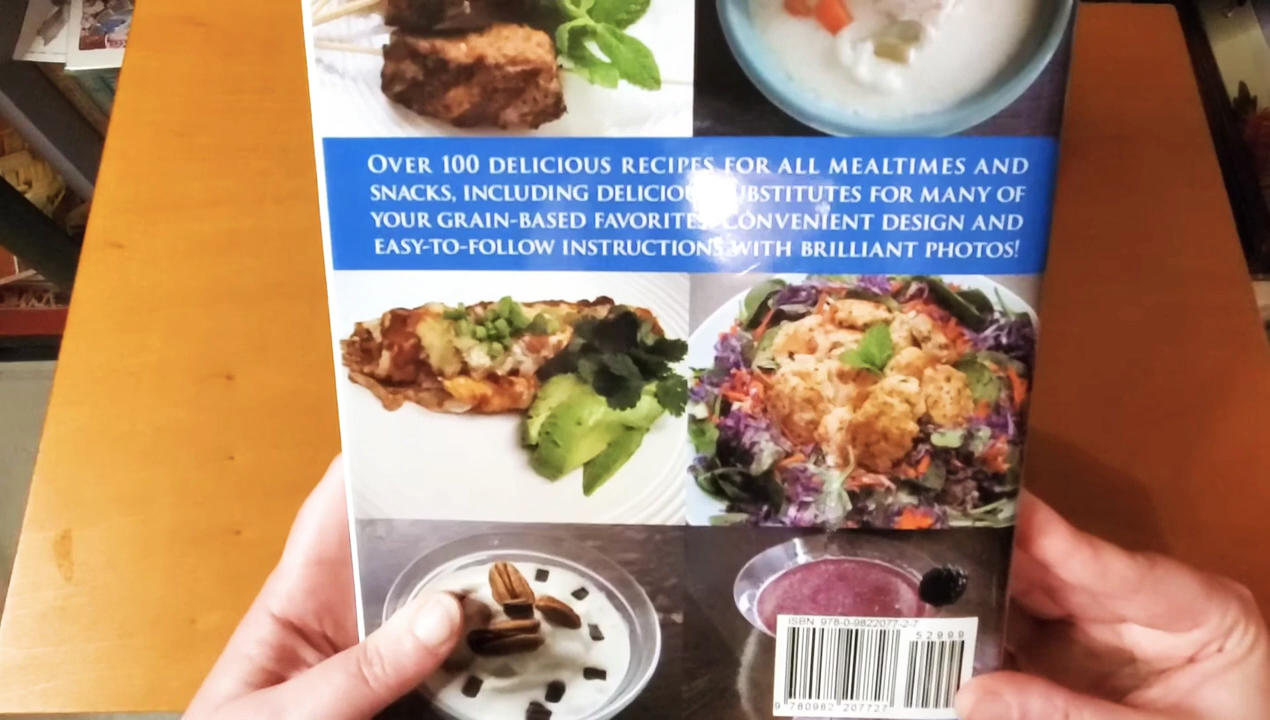 OVER 100 DELICIOUS RECIPES FOR ALL MEALTIMES AND
SNACKS, INCLUDING DELICIOUS SUBSTITUTES FOR MANY OF
YOUR GRAIN-BASED FAVORITES. CONVENIENT DESIGN AND
EASY-TO-FOLLOW INSTRUCTIONS WITH BRILLIANT PHOTOS!
ISBN 978-0-9822077-2-7
52999
9 780982 207727